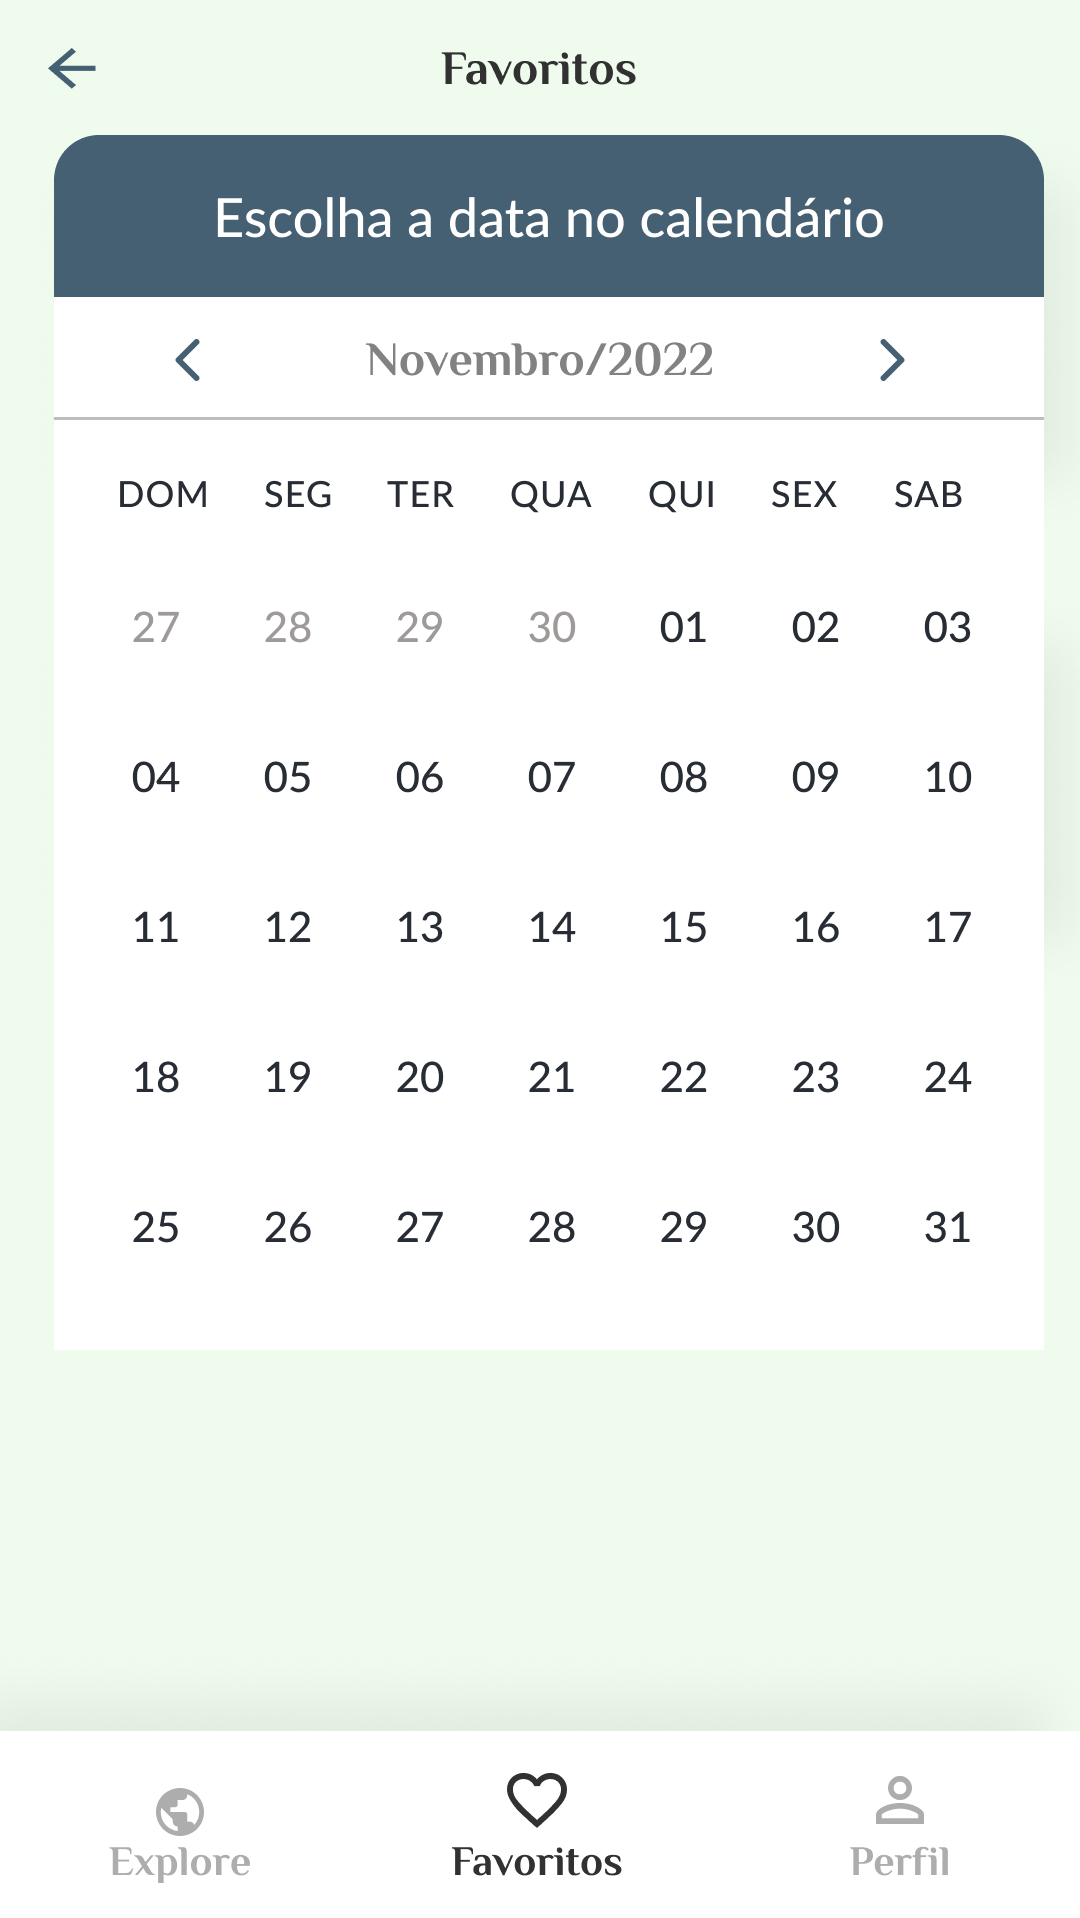 Favoritos
Escolha a data no calendário
Novembro/2022
DOM SEG TER QUA QUI SEX SAB
27 28 29 30 01 02 03
04 05 06 07 08 09 10
11 12 13 14 15 16 17
18 19 20 21 22 23 24
25 26 27 28 29 30 31
Explore Favoritos Perfil